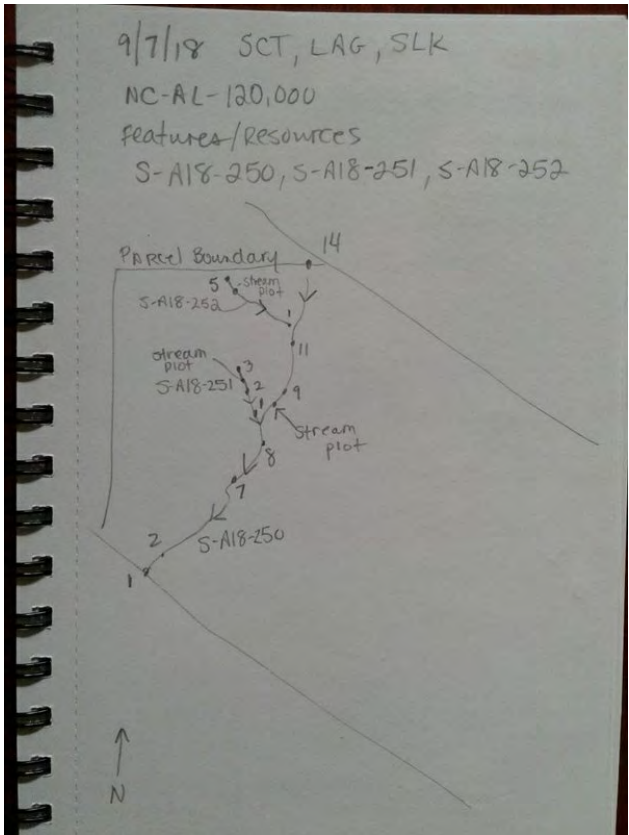 9/7/18 SCT, LAG, SLK
NC-AL-120,000
Features/Resources
S-A18-250, S-A18-251, S-A18-252
14
PARCEL Boundary
5
stream
plot
S-A18-252
1
11
stream
plot
3
S-A18-251
2
1
9
stream
plot
8
7
S-A18-250
2
1
N